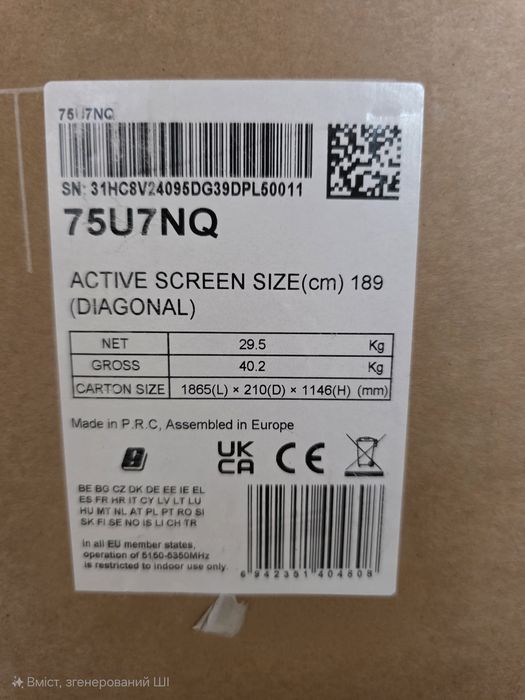 75U7NQ
SN: 31HC8V24095DG39DPL50011
75U7NQ
ACTIVE SCREEN SIZE(cm) 189
(DIAGONAL)
NET 29.5 Kg
GROSS 40.2 Kg
CARTON SIZE 1865(L) × 210(D) × 1146(H) (mm)
Made in P.R.C, Assembled in Europe
UK
CA CE
BE BG CZ DK DE EE IE EL
ES FR HR IT CY LV LT LU
HU MT NL AT PL PT RO SI
SK FI SE NO IS LI CH TR
In all EU member states,
operation of 5150-5350MHz
is restricted to indoor use only.
6 942351 404808
Вміст, згенерований ШІ